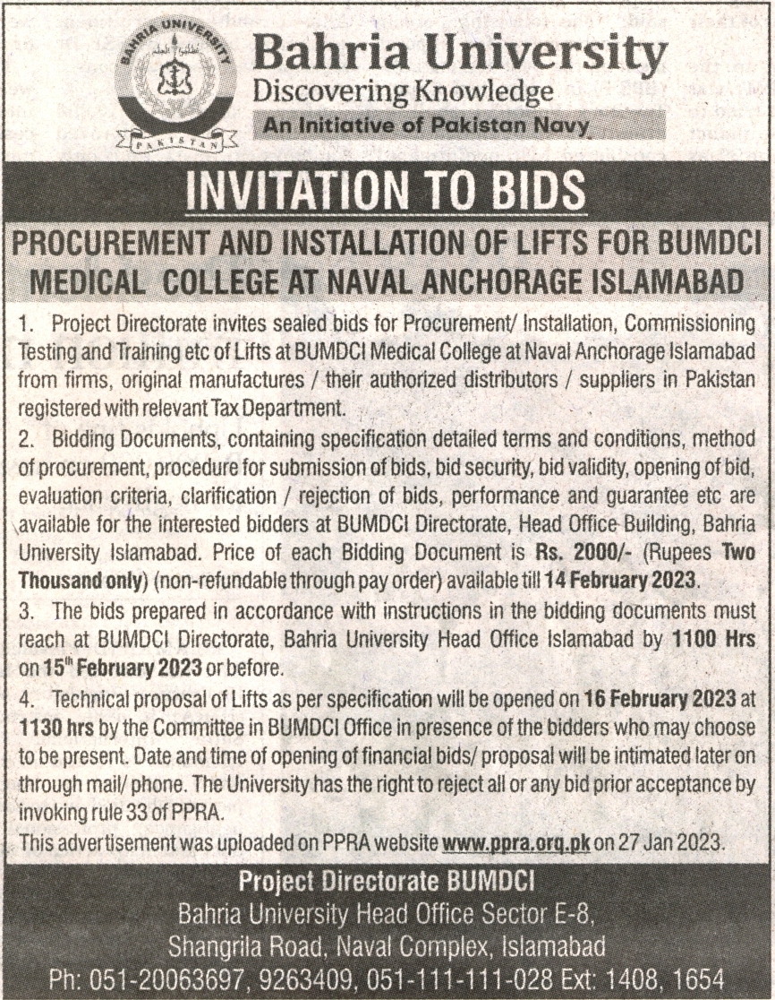 BAHRIA UNIVERSITY
PAKISTAN
Bahria University
Discovering Knowledge
An Initiative of Pakistan Navy
INVITATION TO BIDS
PROCUREMENT AND INSTALLATION OF LIFTS FOR BUMDCI
MEDICAL COLLEGE AT NAVAL ANCHORAGE ISLAMABAD
1. Project Directorate invites sealed bids for Procurement/ Installation, Commissioning
Testing and Training etc of Lifts at BUMDCI Medical College at Naval Anchorage Islamabad
from firms, original manufactures / their authorized distributors / suppliers in Pakistan
registered with relevant Tax Department.
2. Bidding Documents, containing specification detailed terms and conditions, method
of procurement, procedure for submission of bids, bid security, bid validity, opening of bid,
evaluation criteria, clarification / rejection of bids, performance and guarantee etc are
available for the interested bidders at BUMDCI Directorate, Head Office Building, Bahria
University Islamabad. Price of each Bidding Document is Rs. 2000/- (Rupees Two
Thousand only) (non-refundable through pay order) available till 14 February 2023.
3. The bids prepared in accordance with instructions in the bidding documents must
reach at BUMDCI Directorate, Bahria University Head Office Islamabad by 1100 Hrs
on 15th February 2023 or before.
4. Technical proposal of Lifts as per specification will be opened on 16 February 2023 at
1130 hrs by the Committee in BUMDCI Office in presence of the bidders who may choose
to be present. Date and time of opening of financial bids/ proposal will be intimated later on
through mail/ phone. The University has the right to reject all or any bid prior acceptance by
invoking rule 33 of PPRA.
This advertisement was uploaded on PPRA website www.ppra.orq.pk on 27 Jan 2023.
Project Directorate BUMDCI
Bahria University Head Office Sector E-8,
Shangrila Road, Naval Complex, Islamabad
Ph: 051-20063697, 9263409, 051-111-111-028 Ext: 1408, 1654